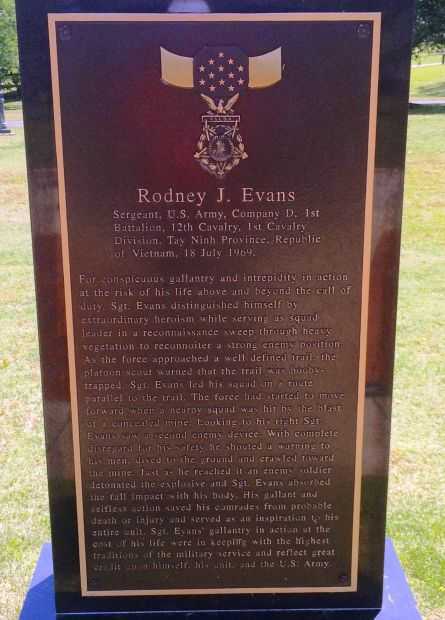 Rodney J. Evans
Sergeant, U.S. Army, Company D, 1st
Battalion, 12th Cavalry, 1st Cavalry
Division. Tay Ninh Province, Republic
of Vietnam, 18 July 1969.
For conspicuous gallantry and intrepidity in action
at the risk of his life above and beyond the call of
duty. Sgt. Evans distinguished himself by
extraordinary heroism while serving as squad
leader in a reconnaissance sweep through heavy
vegetation to reconnoiter a strong enemy position.
As the force approached a well defined trail, the
platoon scout warned that the trail was booby-
trapped. Sgt. Evans led his squad on a route
parallel to the trail. The force had started to move
forward when a nearby squad was hit by the blast
of a concealed mine. Looking to his right Sgt.
Evans saw a second enemy device. With complete
disregard for his safety he shouted a warning to
his men, dived to the ground and crawled toward
the mine. Just as he reached it an enemy soldier
detonated the explosive and Sgt. Evans absorbed
the full impact with his body. His gallant and
selfless action saved his comrades from probable
death or injury and served as an inspiration to his
entire unit. Sgt. Evans' gallantry in action at the
cost of his life were in keeping with the highest
traditions of the military service and reflect great
credit upon himself, his unit, and the U.S. Army.